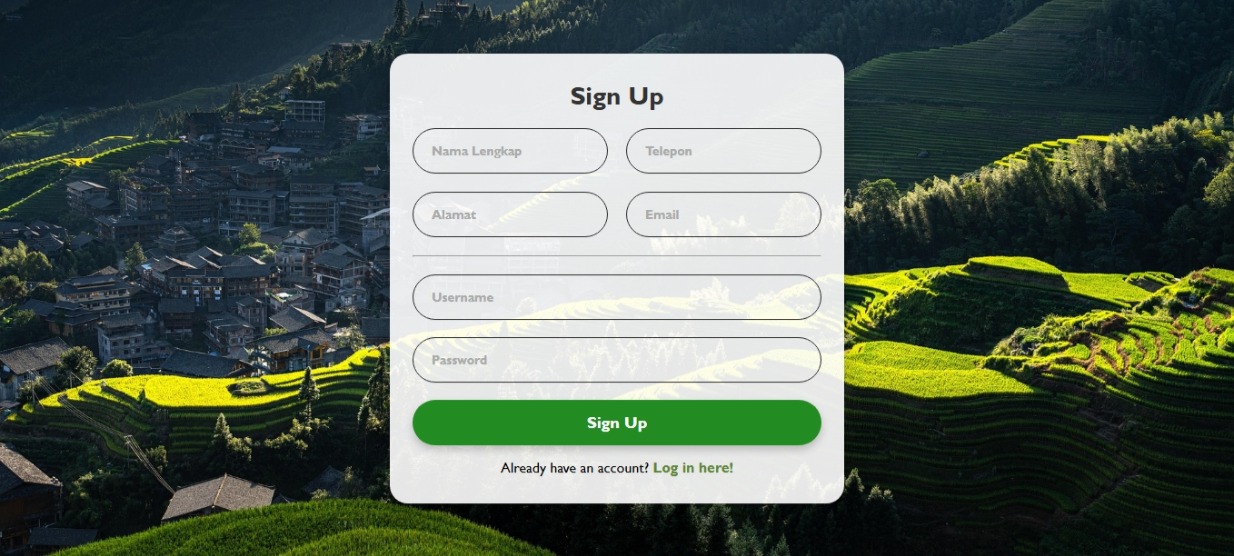 Sign Up
Nama Lengkap
Telepon
Alamat
Email
Username
Password
Sign Up
Already have an account? Log in here!